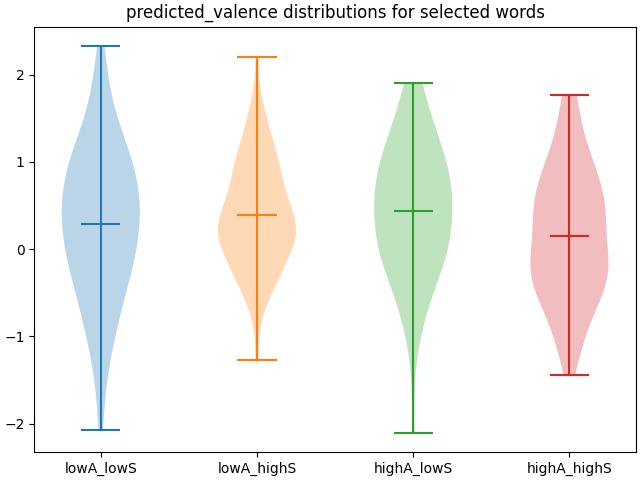 predicted_valence distributions for selected words
2
1
0
−1
−2
lowA_lowS
lowA_highS
highA_lowS
highA_highS